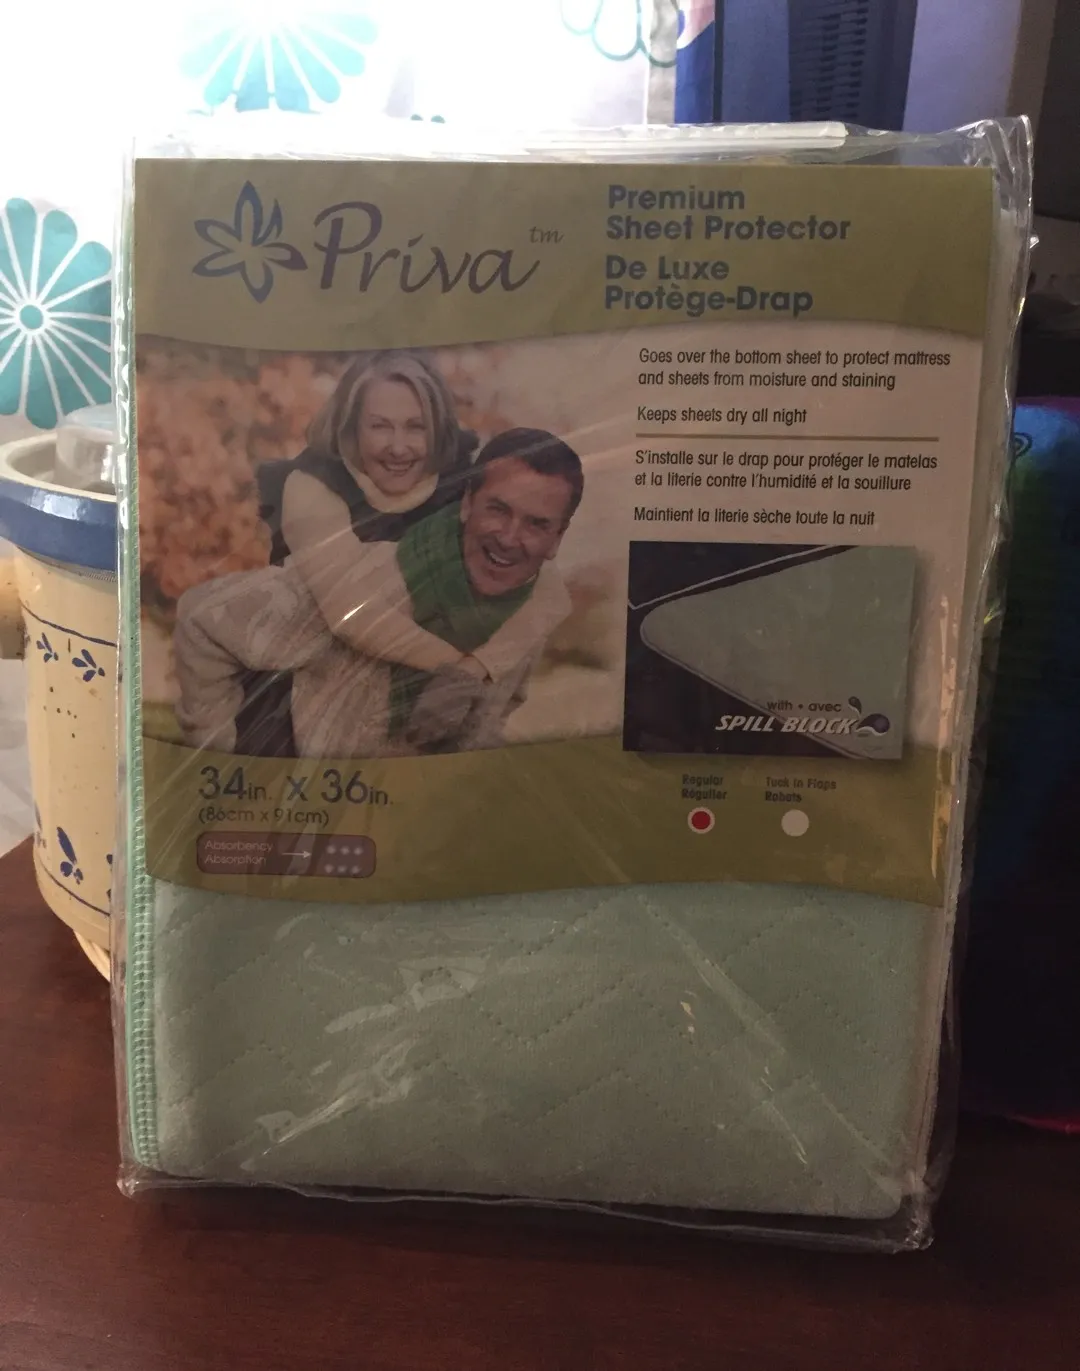 Priva™
Premium
Sheet Protector
De Luxe
Protège-Drap
Goes over the bottom sheet to protect mattress
and sheets from moisture and staining
Keeps sheets dry all night
S'installe sur le drap pour protéger le matelas
et la literie contre l'humidité et la souillure
Maintient la literie sèche toute la nuit
with • avec
SPILL BLOCK
34in. x 36in.
(86cm x 91cm)
Absorbency
Absorption
Regular
Régulier
Tuck In Flaps
Rabats